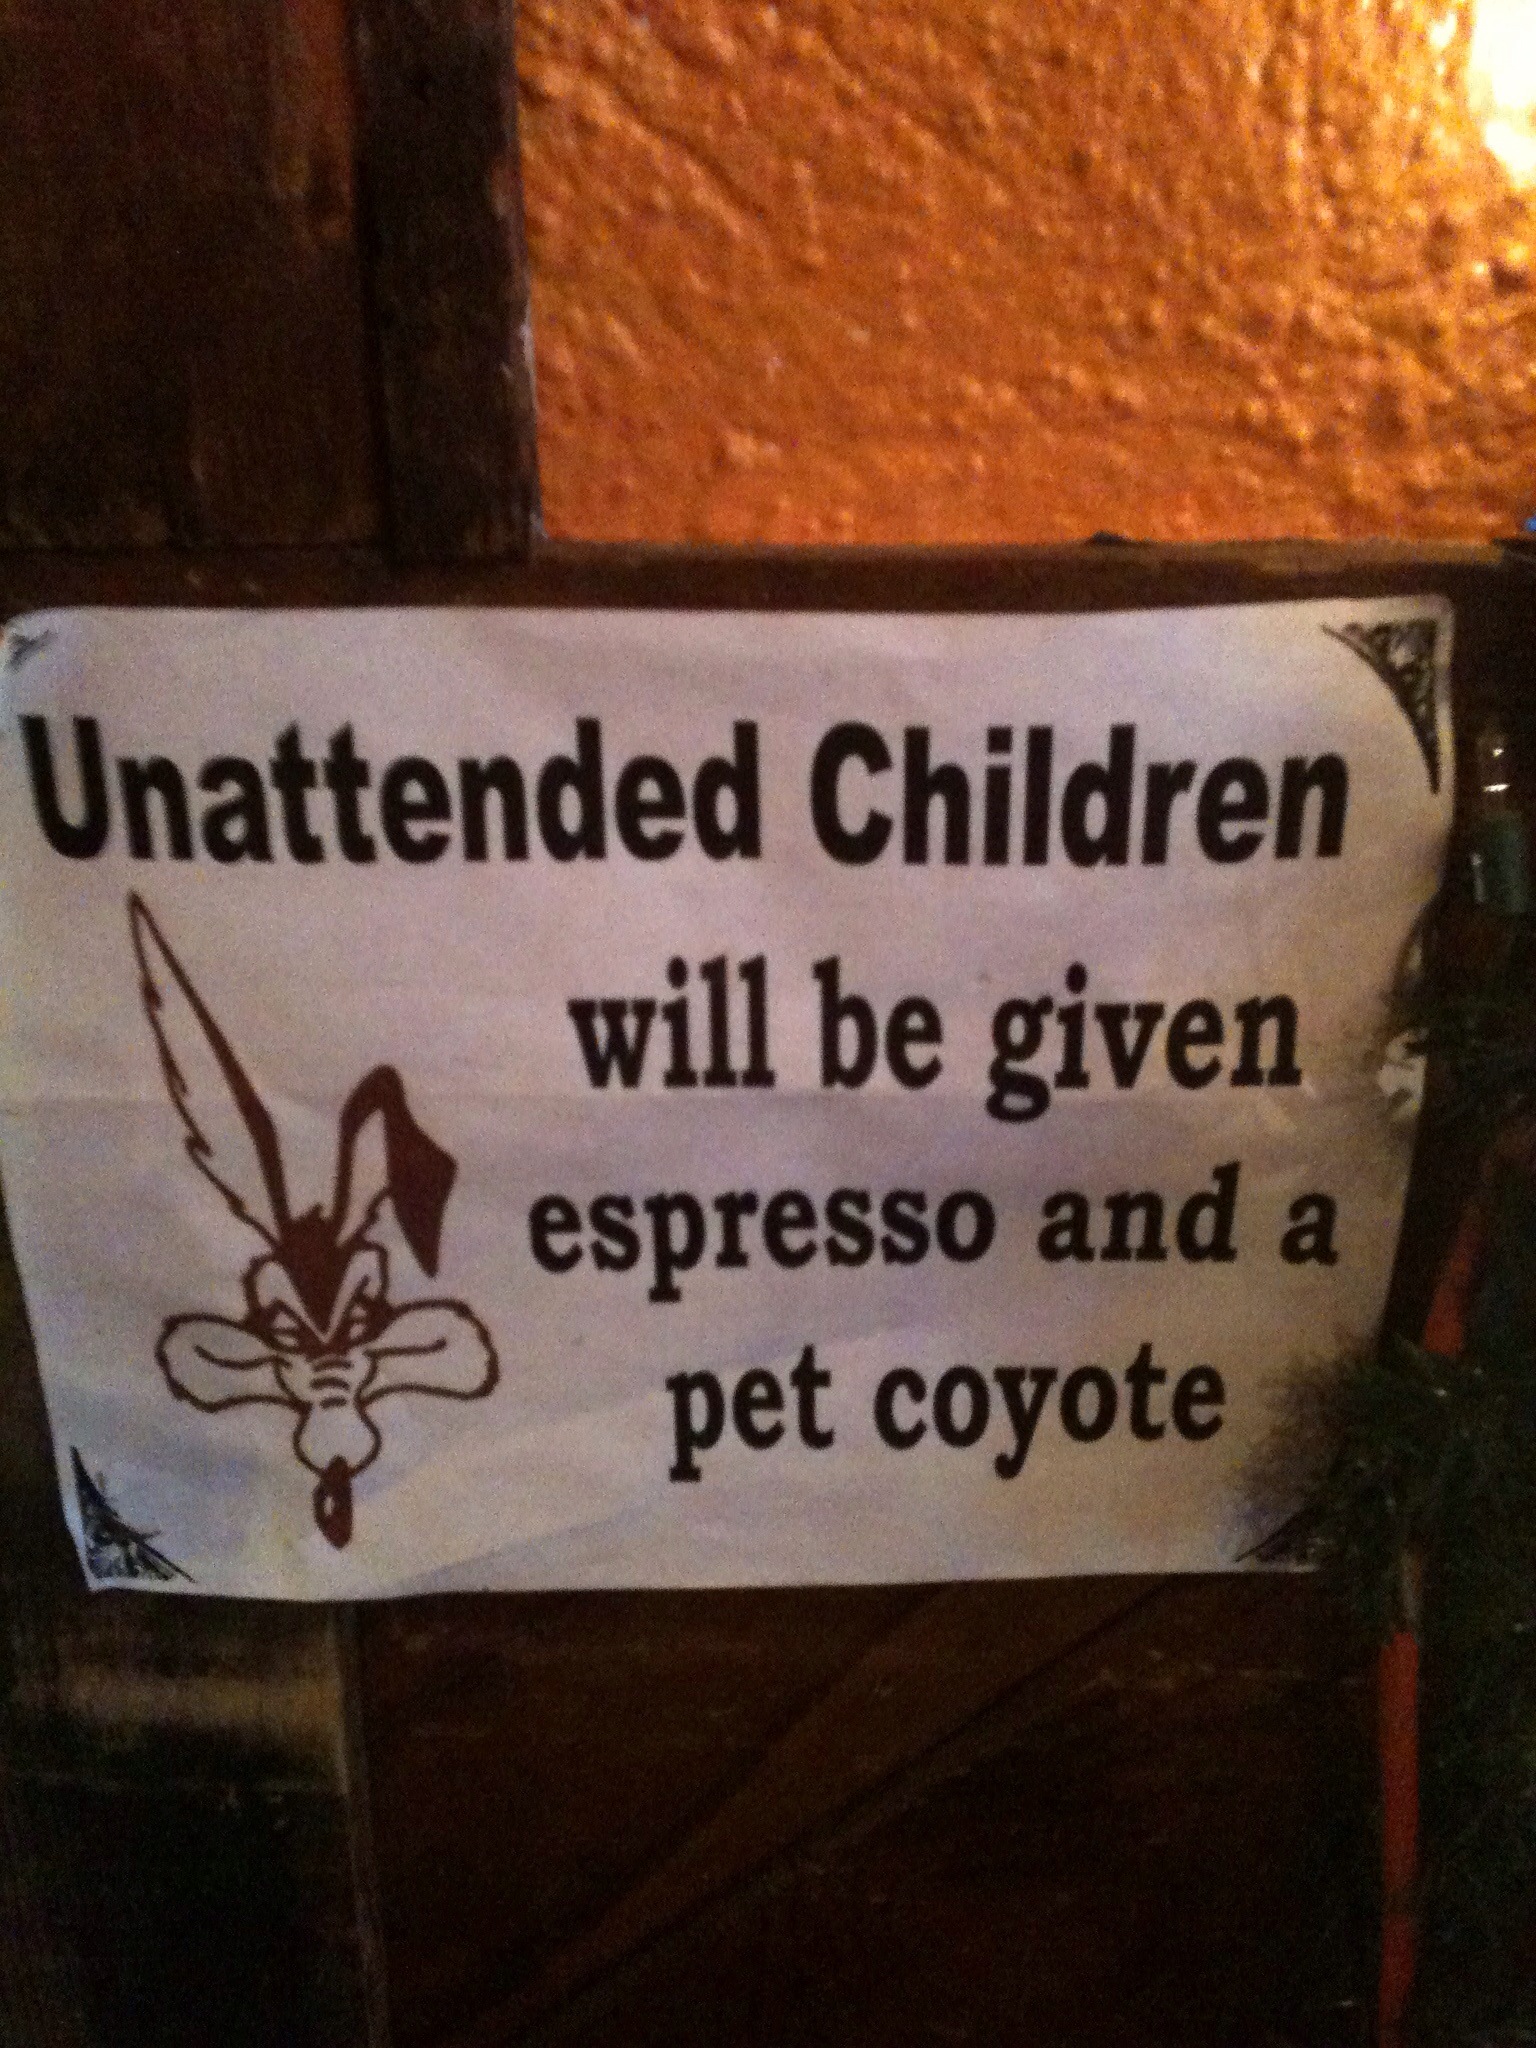 Unattended Children
will be given
espresso and a
pet coyote